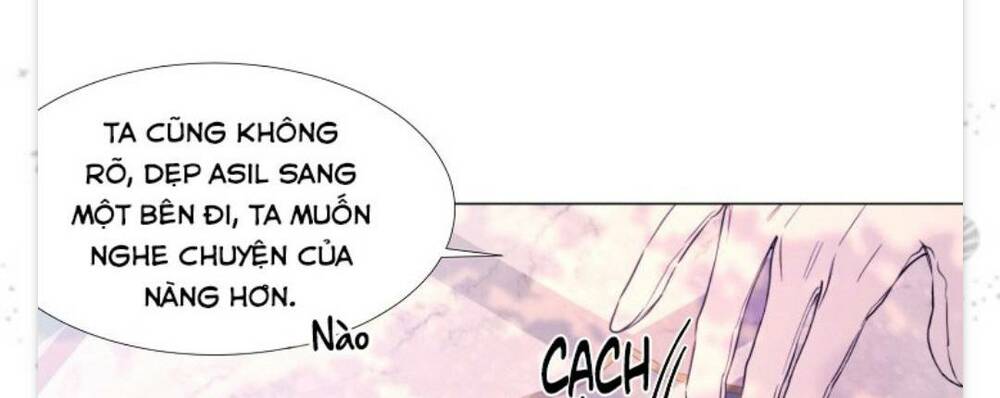 TA CŨNG KHÔNG
RÕ, DẸP ASIL SANG
MỘT BÊN ĐI, TA MUỐN
NGHE CHUYỆN CỦA
NÀNG HƠN.
Nào
CẠCH